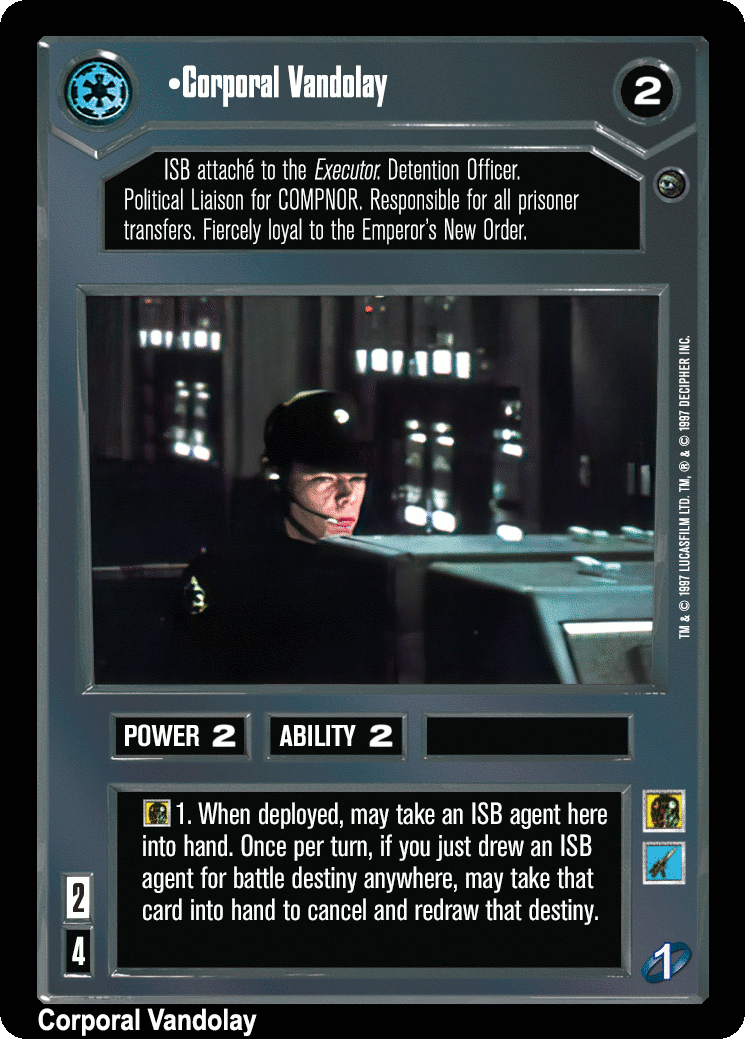 •Corporal Vandolay
2
ISB attaché to the Executor. Detention Officer.
Political Liaison for COMPNOR. Responsible for all prisoner
transfers. Fiercely loyal to the Emperor's New Order.
TM & © 1997 LUCASFILM LTD. TM, ® & © 1997 DECIPHER INC.
POWER 2
ABILITY 2
1. When deployed, may take an ISB agent here
into hand. Once per turn, if you just drew an ISB
agent for battle destiny anywhere, may take that
card into hand to cancel and redraw that destiny.
2
4
1
Corporal Vandolay